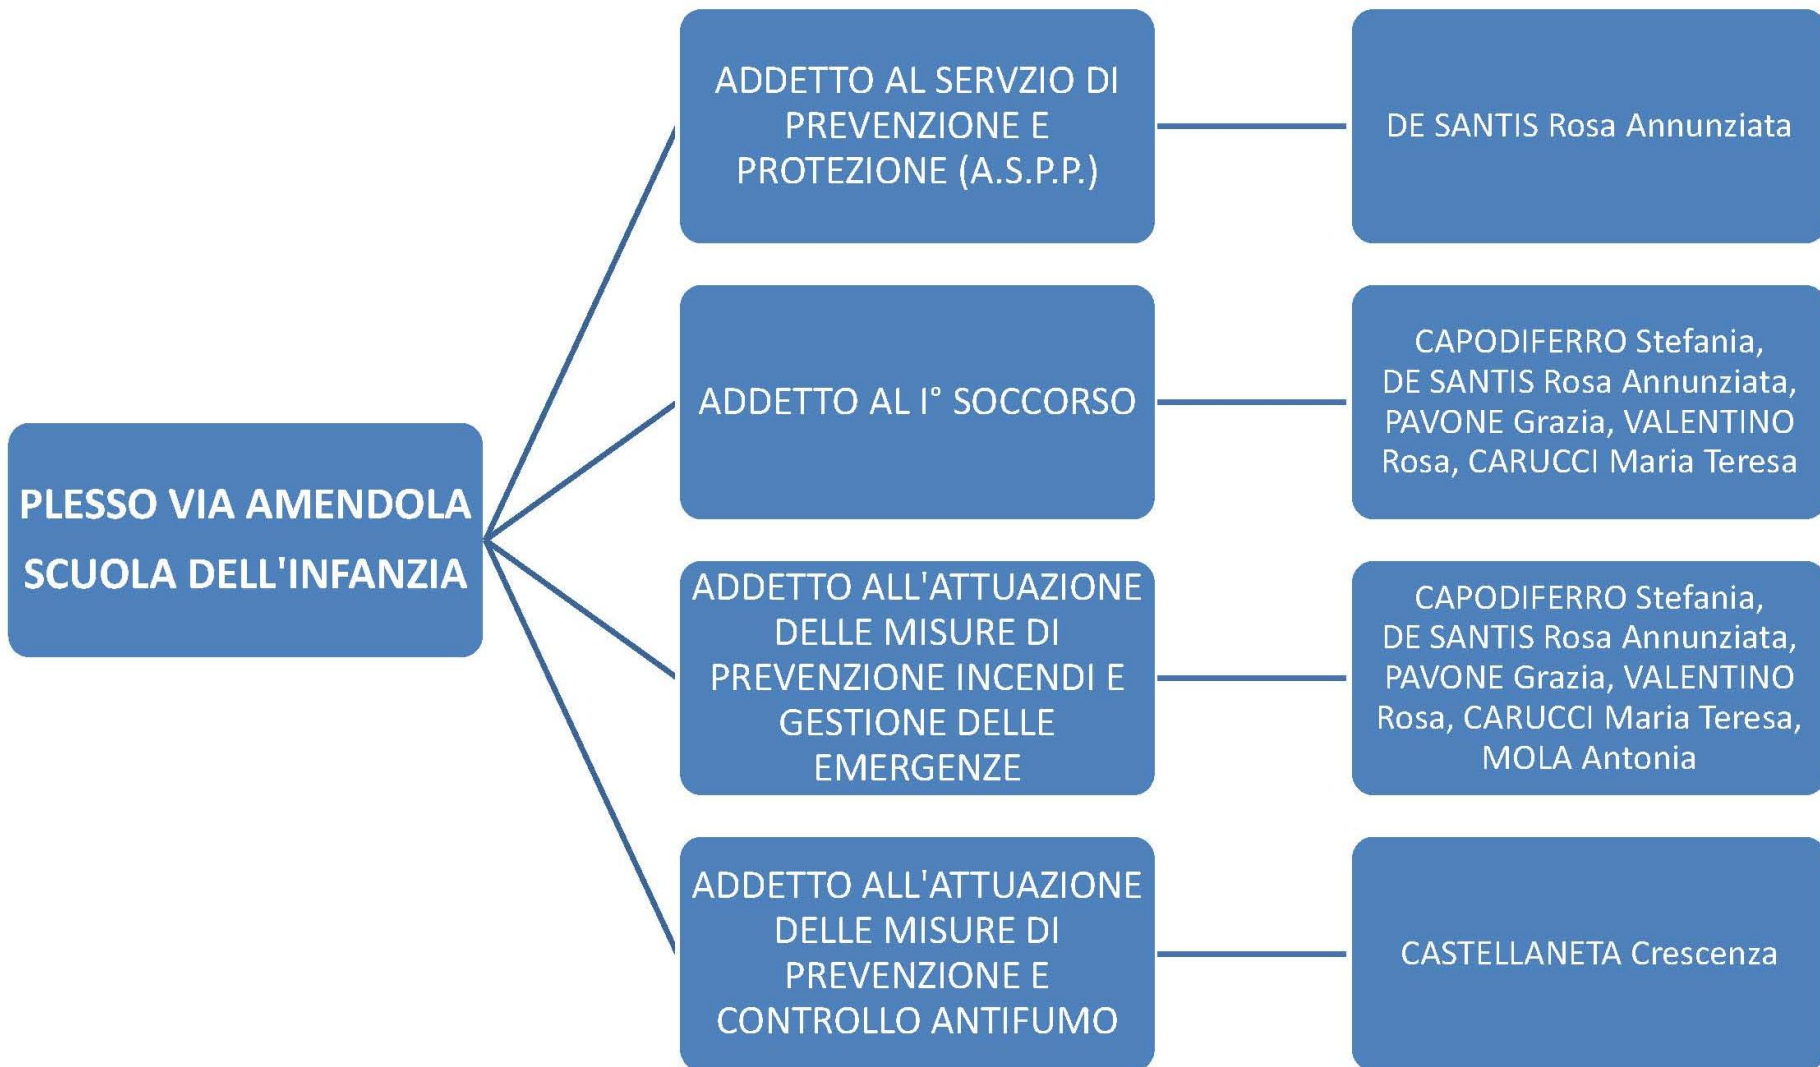 PLESSO VIA AMENDOLA
SCUOLA DELL'INFANZIA
ADDETTO AL SERVZIO DI
PREVENZIONE E
PROTEZIONE (A.S.P.P.)
DE SANTIS Rosa Annunziata
ADDETTO AL I° SOCCORSO
CAPODIFERRO Stefania,
DE SANTIS Rosa Annunziata,
PAVONE Grazia, VALENTINO
Rosa, CARUCCI Maria Teresa
ADDETTO ALL'ATTUAZIONE
DELLE MISURE DI
PREVENZIONE INCENDI E
GESTIONE DELLE
EMERGENZE
CAPODIFERRO Stefania,
DE SANTIS Rosa Annunziata,
PAVONE Grazia, VALENTINO
Rosa, CARUCCI Maria Teresa,
MOLA Antonia
ADDETTO ALL'ATTUAZIONE
DELLE MISURE DI
PREVENZIONE E
CONTROLLO ANTIFUMO
CASTELLANETA Crescenza